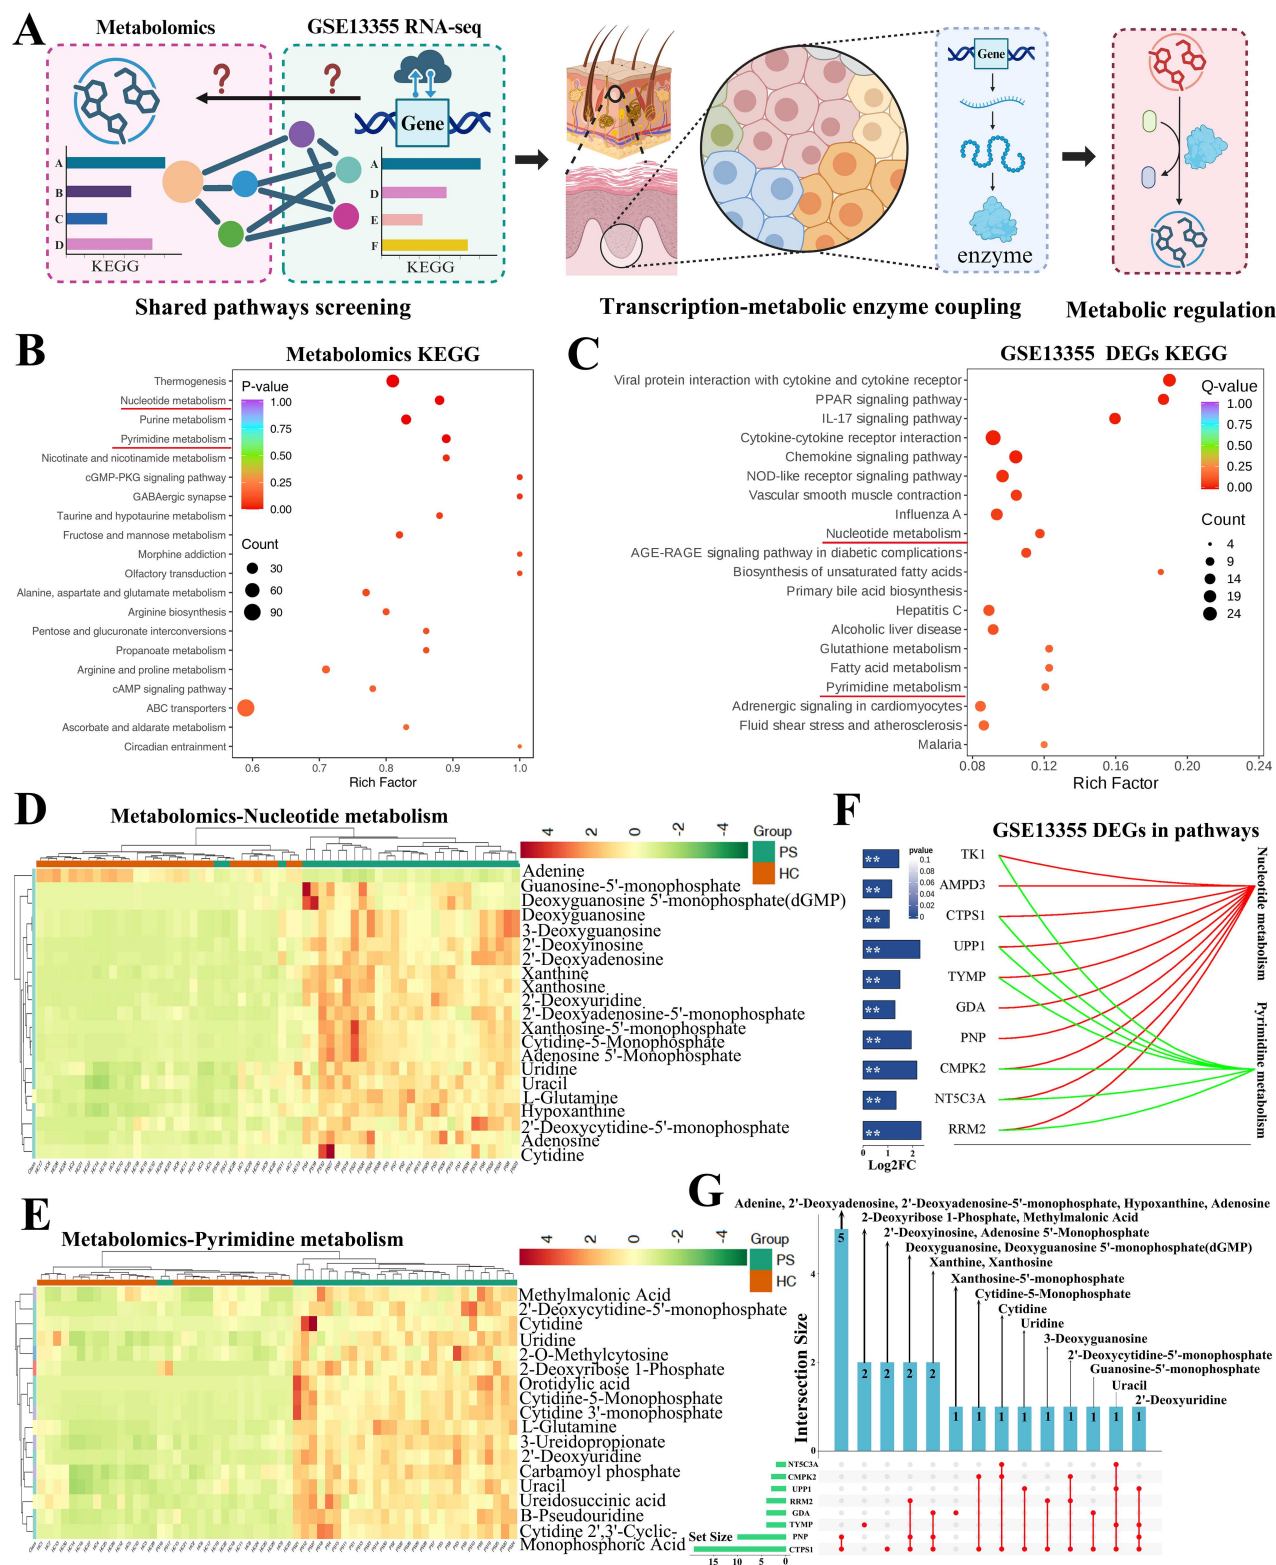 A
Metabolomics
GSE13355 RNA-seq
?
?
Gene
A
B
C
D
KEGG
A
D
E
F
KEGG
Gene
enzyme
Shared pathways screening
Transcription-metabolic enzyme coupling
Metabolic regulation
B
Metabolomics KEGG
Thermogenesis
Nucleotide metabolism
Purine metabolism
Pyrimidine metabolism
Nicotinate and nicotinamide metabolism
cGMP-PKG signaling pathway
GABAergic synapse
Taurine and hypotaurine metabolism
Fructose and mannose metabolism
Morphine addiction
Olfactory transduction
Alanine, aspartate and glutamate metabolism
Arginine biosynthesis
Pentose and glucuronate interconversions
Propanoate metabolism
Arginine and proline metabolism
cAMP signaling pathway
ABC transporters
Ascorbate and aldarate metabolism
Circadian entrainment
P-value
1.00
0.75
0.50
0.25
0.00
Count
30
60
90
0.6 0.7 0.8 0.9 1.0
Rich Factor
C
GSE13355 DEGs KEGG
Viral protein interaction with cytokine and cytokine receptor
PPAR signaling pathway
IL-17 signaling pathway
Cytokine-cytokine receptor interaction
Chemokine signaling pathway
NOD-like receptor signaling pathway
Vascular smooth muscle contraction
Influenza A
Nucleotide metabolism
AGE-RAGE signaling pathway in diabetic complications
Biosynthesis of unsaturated fatty acids
Primary bile acid biosynthesis
Hepatitis C
Alcoholic liver disease
Glutathione metabolism
Fatty acid metabolism
Pyrimidine metabolism
Adrenergic signaling in cardiomyocytes
Fluid shear stress and atherosclerosis
Malaria
Q-value
1.00
0.75
0.50
0.25
0.00
Count
4
9
14
19
24
0.08 0.12 0.16 0.20 0.24
Rich Factor
D
Metabolomics-Nucleotide metabolism
4 2 0 -2 -4
Group
PS
HC
Adenine
Guanosine-5'-monophosphate
Deoxyguanosine 5'-monophosphate(dGMP)
Deoxyguanosine
3-Deoxyguanosine
2'-Deoxyinosine
2'-Deoxyadenosine
Xanthine
Xanthosine
2'-Deoxyuridine
2'-Deoxyadenosine-5'-monophosphate
Xanthosine-5'-monophosphate
Cytidine-5-Monophosphate
Adenosine 5'-Monophosphate
Uridine
Uracil
L-Glutamine
Hypoxanthine
2'-Deoxycytidine-5'-monophosphate
Adenosine
Cytidine
E
Metabolomics-Pyrimidine metabolism
4 2 0 -2 -4
Group
PS
HC
Methylmalonic Acid
2'-Deoxycytidine-5'-monophosphate
Cytidine
Uridine
2-O-Methylcytosine
2-Deoxyribose 1-Phosphate
Orotidylic acid
Cytidine-5-Monophosphate
Cytidine 3'-monophosphate
L-Glutamine
3-Ureidopropionate
2'-Deoxyuridine
Carbamoyl phosphate
Uracil
Ureidosuccinic acid
B-Pseudouridine
Cytidine 2',3'-Cyclic-
Monophosphoric Acid
F
GSE13355 DEGs in pathways
pvalue
0.1
0.08
0.06
0.04
0.02
0
**
**
**
**
**
**
**
**
**
**
0 1 2
Log2FC
TK1
AMPD3
CTPS1
UPP1
TYMP
GDA
PNP
CMPK2
NT5C3A
RRM2
Nucleotide metabolism
Pyrimidine metabolism
G
Adenine, 2'-Deoxyadenosine, 2'-Deoxyadenosine-5'-monophosphate, Hypoxanthine, Adenosine
2-Deoxyribose 1-Phosphate, Methylmalonic Acid
2'-Deoxyinosine, Adenosine 5'-Monophosphate
Deoxyguanosine, Deoxyguanosine 5'-monophosphate(dGMP)
Xanthine, Xanthosine
Xanthosine-5'-monophosphate
Cytidine-5-Monophosphate
Cytidine
Uridine
3-Deoxyguanosine
2'-Deoxycytidine-5'-monophosphate
Guanosine-5'-monophosphate
Uracil
2'-Deoxyuridine
Intersection Size
4
2
0
5 2 2 2 2 1 1 1 1 1 1 1 1 1
NT5C3A
CMPK2
UPP1
RRM2
GDA
TYMP
PNP
CTPS1
Set Size
15 10 5 0